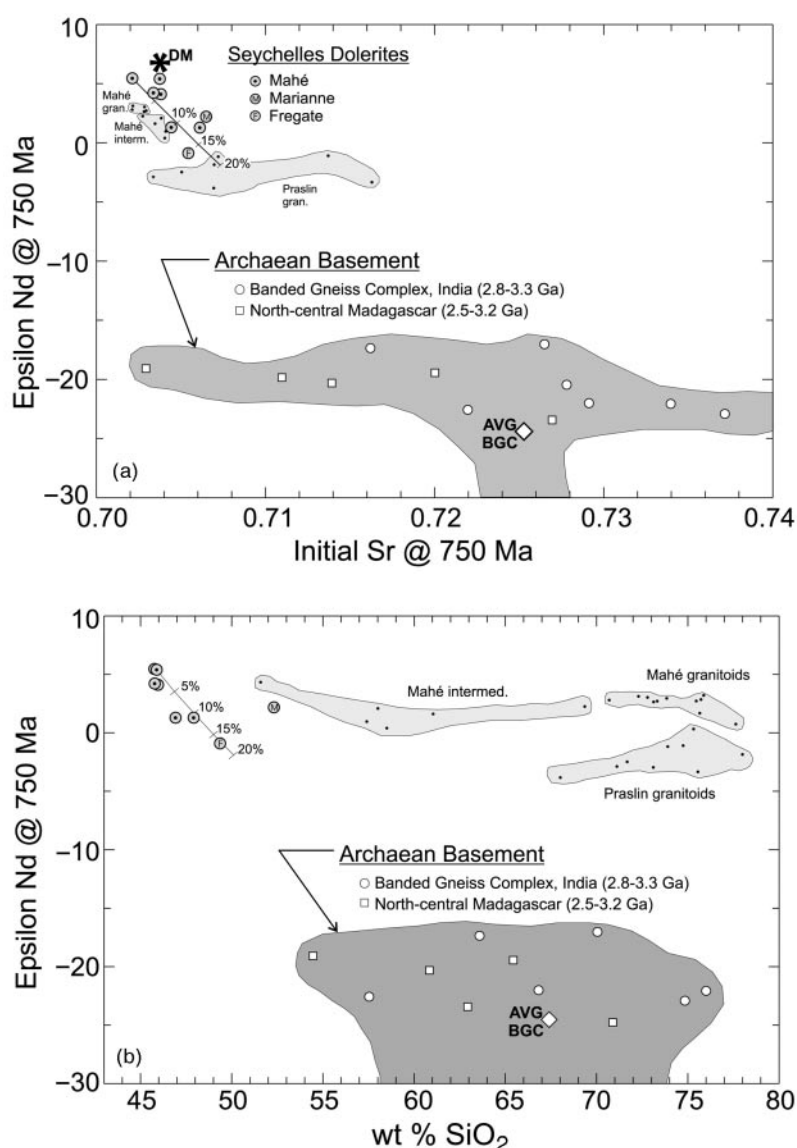 10
0
−10
−20
−30
Epsilon Nd @ 750 Ma
DM
Seychelles Dolerites
Mahé
M Marianne
F Fregate
Mahé
gran.
Mahé
interm.
10%
M
15%
F
20%
Praslin
gran.
Archaean Basement
Banded Gneiss Complex, India (2.8-3.3 Ga)
North-central Madagascar (2.5-3.2 Ga)
AVG
BGC
(a)
0.70 0.71 0.72 0.73 0.74
Initial Sr @ 750 Ma
10
0
−10
−20
−30
Epsilon Nd @ 750 Ma
5%
10%
15%
F
20%
M
Mahé intermed.
Mahé granitoids
Praslin granitoids
Archaean Basement
Banded Gneiss Complex, India (2.8-3.3 Ga)
North-central Madagascar (2.5-3.2 Ga)
AVG
BGC
(b)
45 50 55 60 65 70 75 80
wt % SiO₂